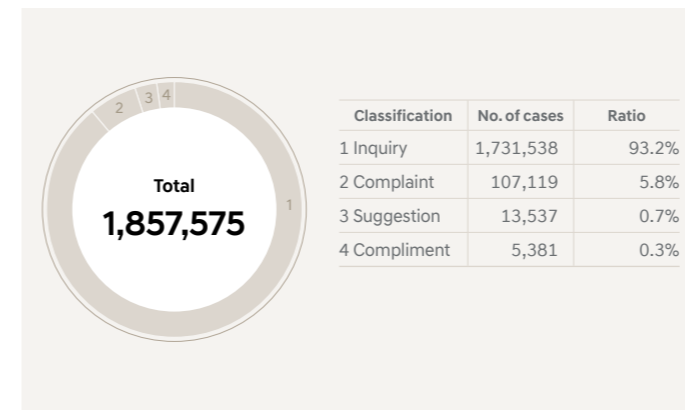 2 3 4
1
Total
1,857,575
Classification No. of cases Ratio
1 Inquiry 1,731,538 93.2%
2 Complaint 107,119 5.8%
3 Suggestion 13,537 0.7%
4 Compliment 5,381 0.3%